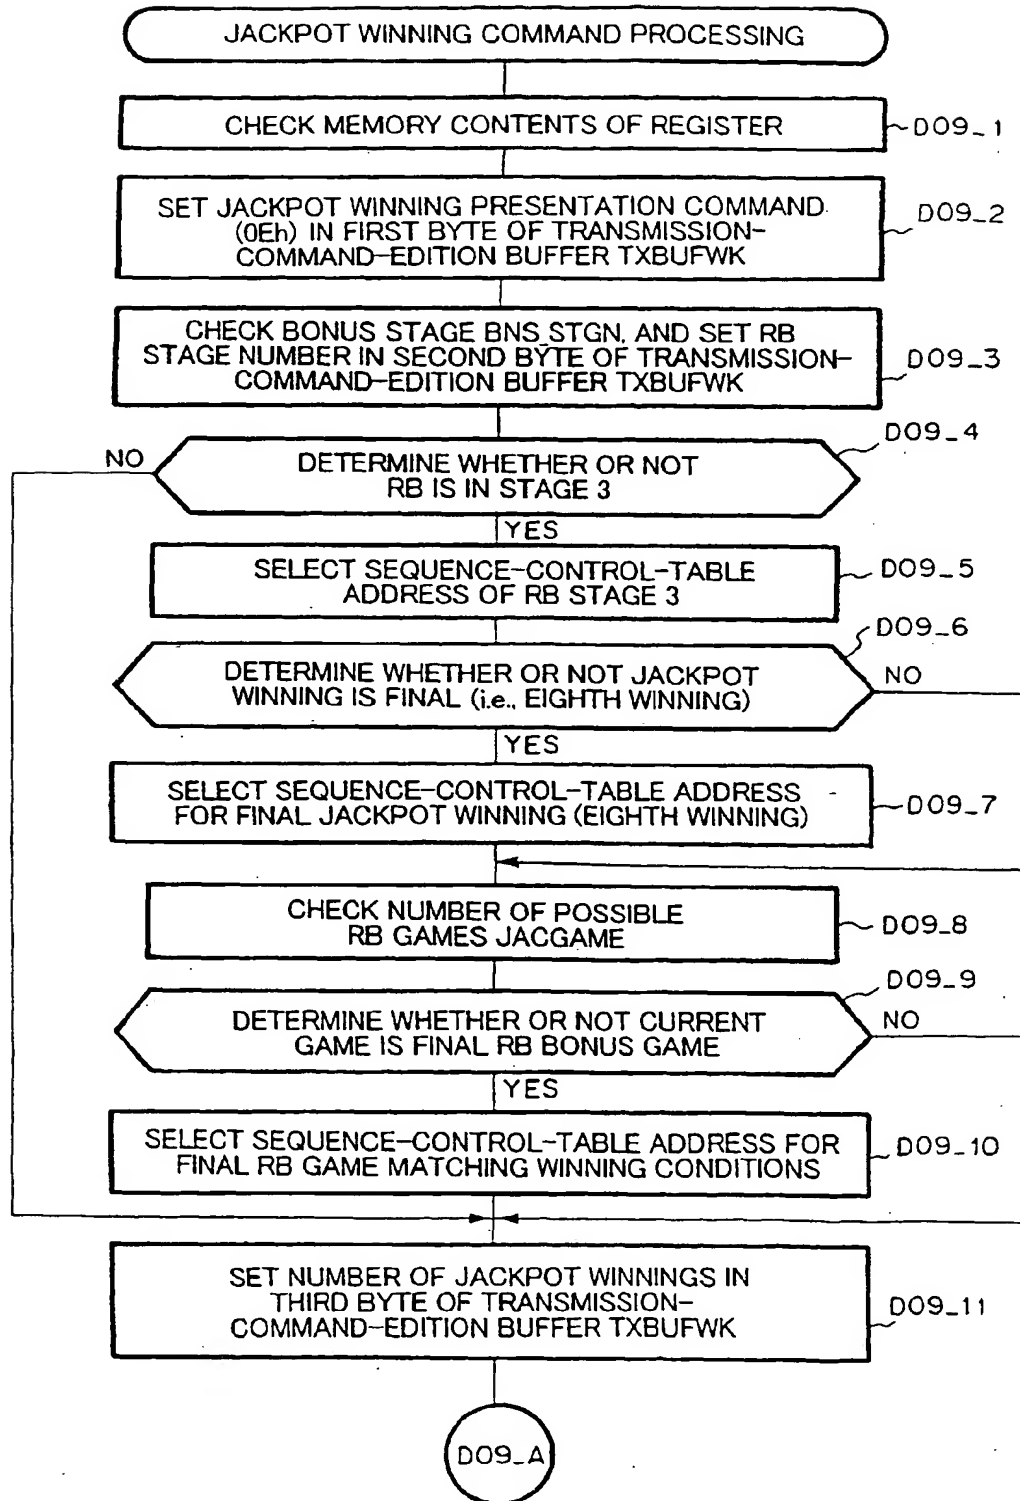 JACKPOT WINNING COMMAND PROCESSING
CHECK MEMORY CONTENTS OF REGISTER
D09_1
SET JACKPOT WINNING PRESENTATION COMMAND
(0Eh) IN FIRST BYTE OF TRANSMISSION-
COMMAND-EDITION BUFFER TXBUFWK
D09_2
CHECK BONUS STAGE BNS_STGN, AND SET RB
STAGE NUMBER IN SECOND BYTE OF TRANSMISSION-
COMMAND-EDITION BUFFER TXBUFWK
D09_3
D09_4
NO
DETERMINE WHETHER OR NOT
RB IS IN STAGE 3
YES
SELECT SEQUENCE-CONTROL-TABLE
ADDRESS OF RB STAGE 3
D09_5
D09_6
DETERMINE WHETHER OR NOT JACKPOT
WINNING IS FINAL (i.e., EIGHTH WINNING)
NO
YES
SELECT SEQUENCE-CONTROL-TABLE ADDRESS
FOR FINAL JACKPOT WINNING (EIGHTH WINNING)
D09_7
CHECK NUMBER OF POSSIBLE
RB GAMES JACGAME
D09_8
D09_9
DETERMINE WHETHER OR NOT CURRENT
GAME IS FINAL RB BONUS GAME
NO
YES
SELECT SEQUENCE-CONTROL-TABLE ADDRESS FOR
FINAL RB GAME MATCHING WINNING CONDITIONS
D09_10
SET NUMBER OF JACKPOT WINNINGS IN
THIRD BYTE OF TRANSMISSION-
COMMAND-EDITION BUFFER TXBUFWK
D09_11
D09_A